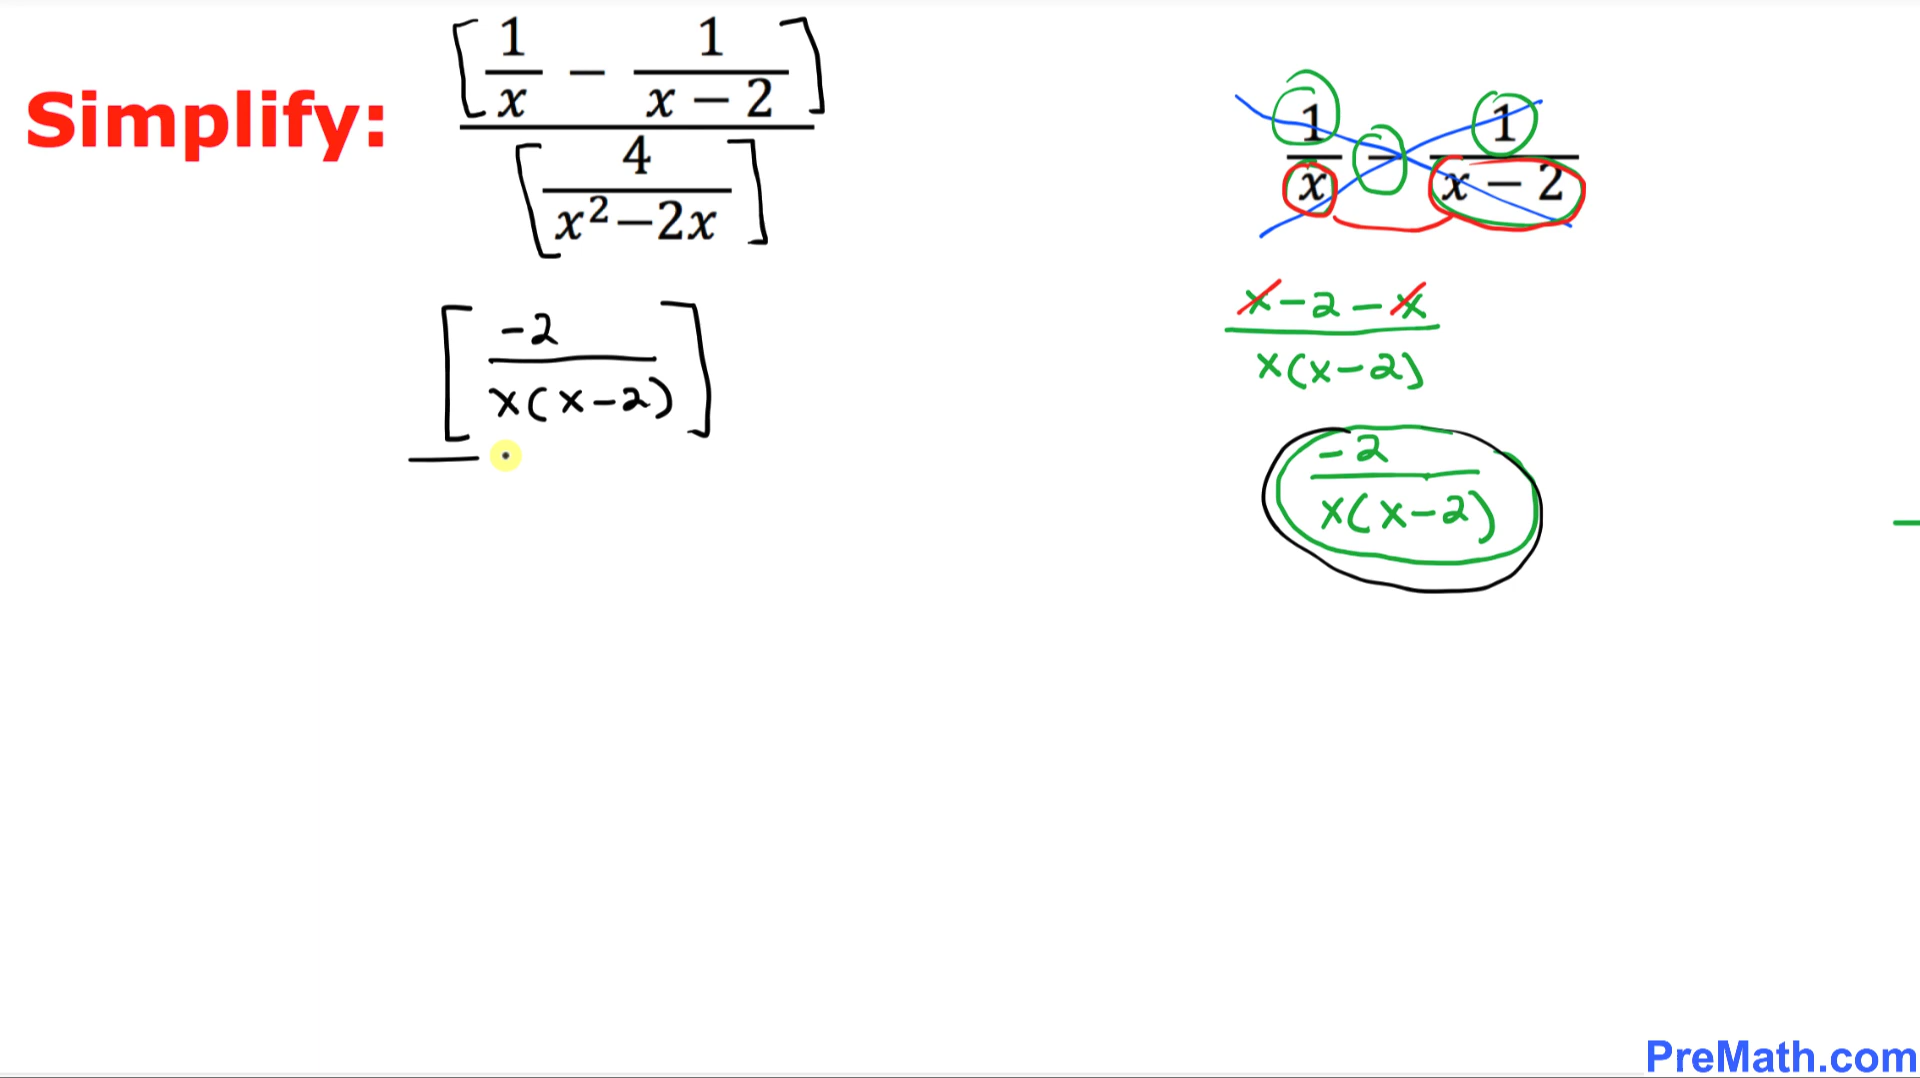 Simplify:
[1/x − 1/(x − 2)]
[4/(x²−2x)]
[-2/x(x-2)]
1/x − 1/(x − 2)
x-2-x
x(x-2)
-2
x(x-2)
PreMath.com